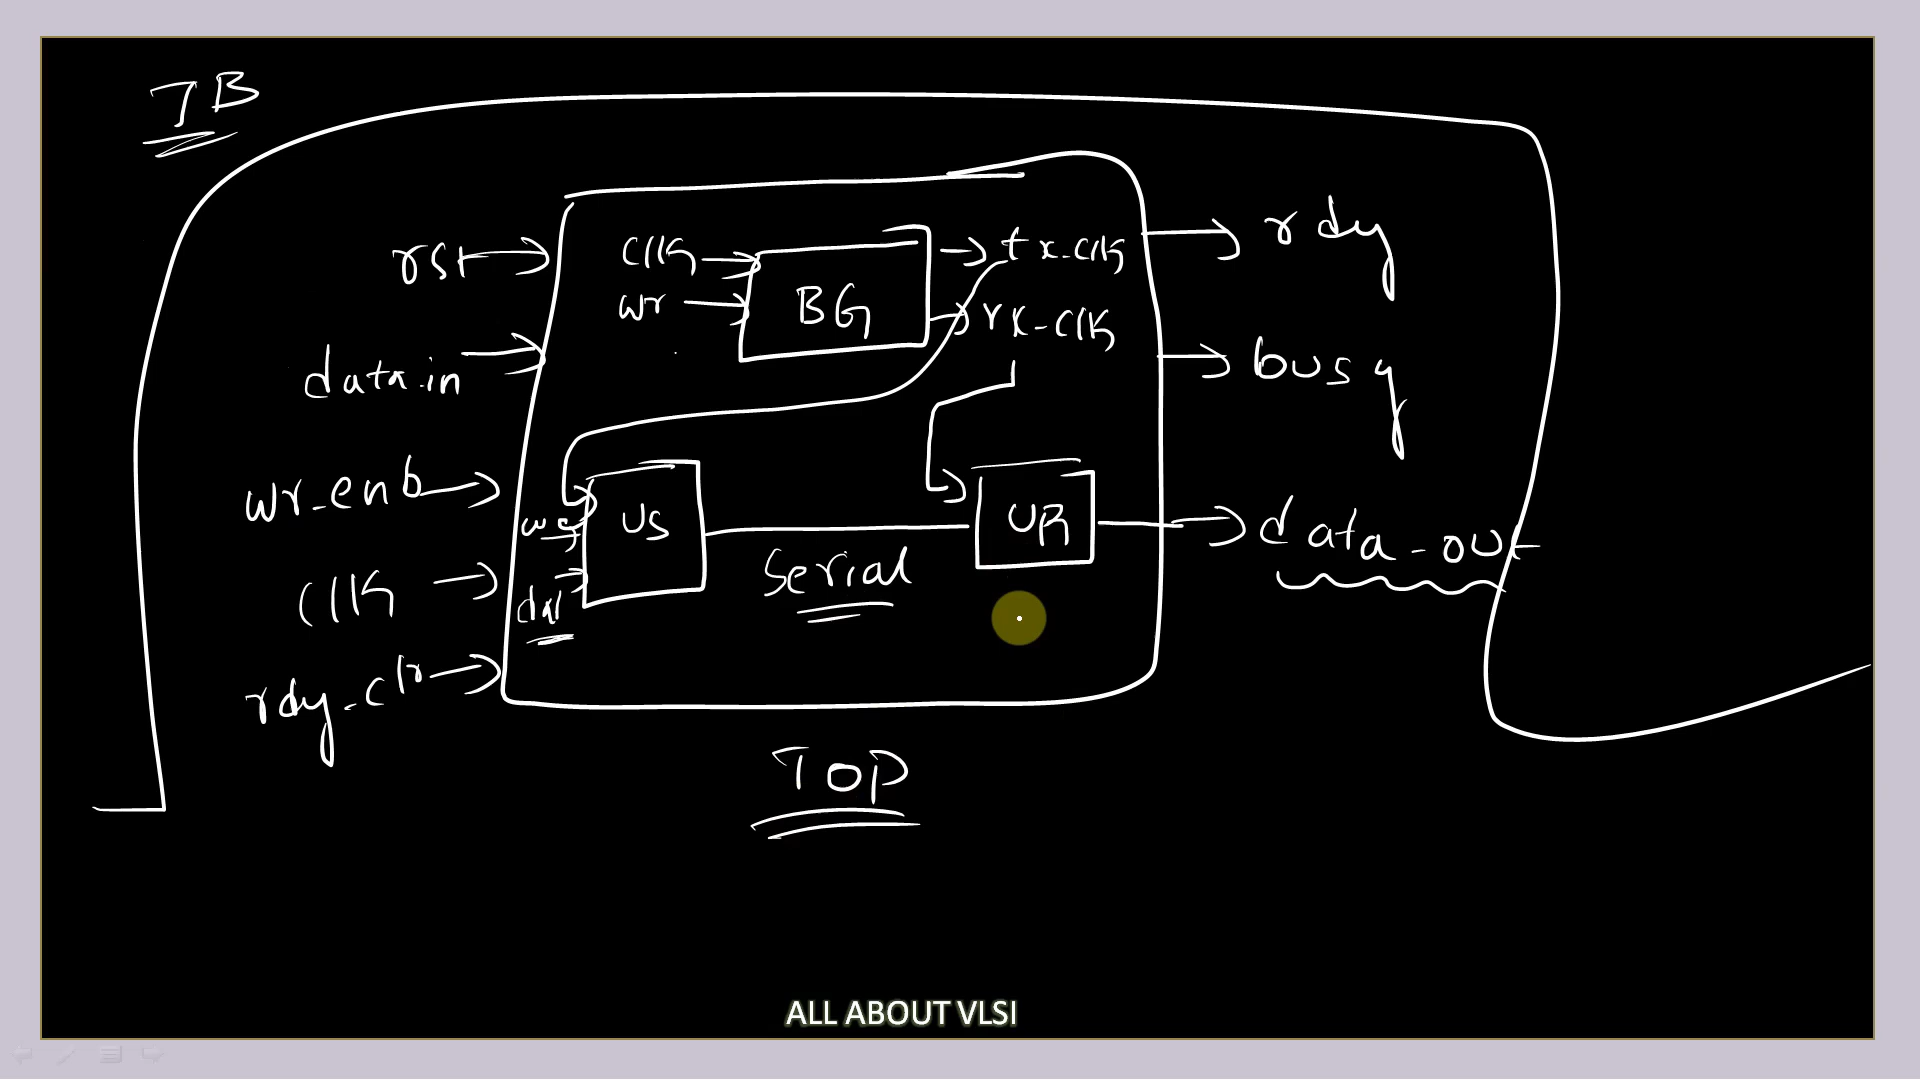 TB
rst
clk
wr
BG
tx-clk
rx-clk
rdy
data.in
busy
wr_enb
US
UR
data-out
serial
clk
dat
rdy-clr
TOP
ALL ABOUT VLSI